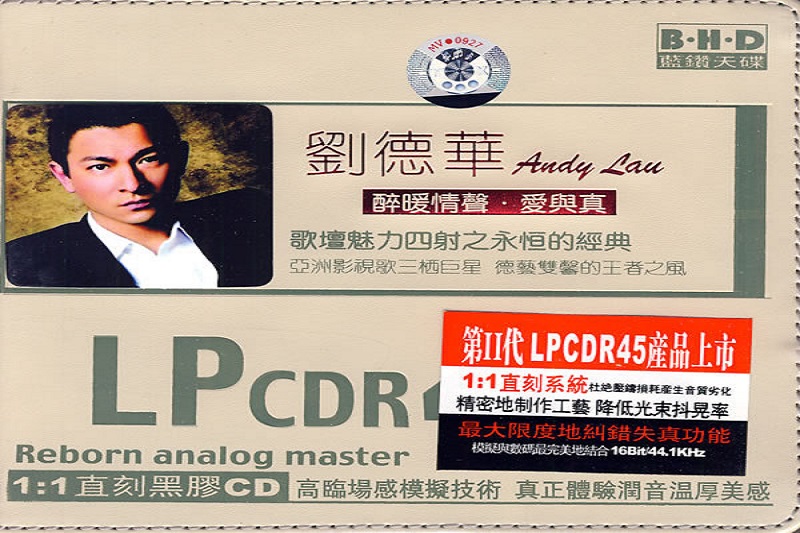 MV●0927
B·H·D
藍鑽天碟
劉德華 Andy Lau
醉暖情聲·愛與真
歌壇魅力四射之永恒的經典
亞洲影視歌三栖巨星 德藝雙馨的王者之風
LPCDR4
Reborn analog master
1:1直刻黑膠CD 高臨場感模擬技術 真正體驗潤音温厚美感
第II代 LPCDR45産品上市
1:1直刻系統 杜絶壓鑄損耗産生音質劣化
精密地制作工藝 降低光束抖晃率
最大限度地糾錯失真功能
模擬與數碼最完美地結合 16Bit/44.1KHz